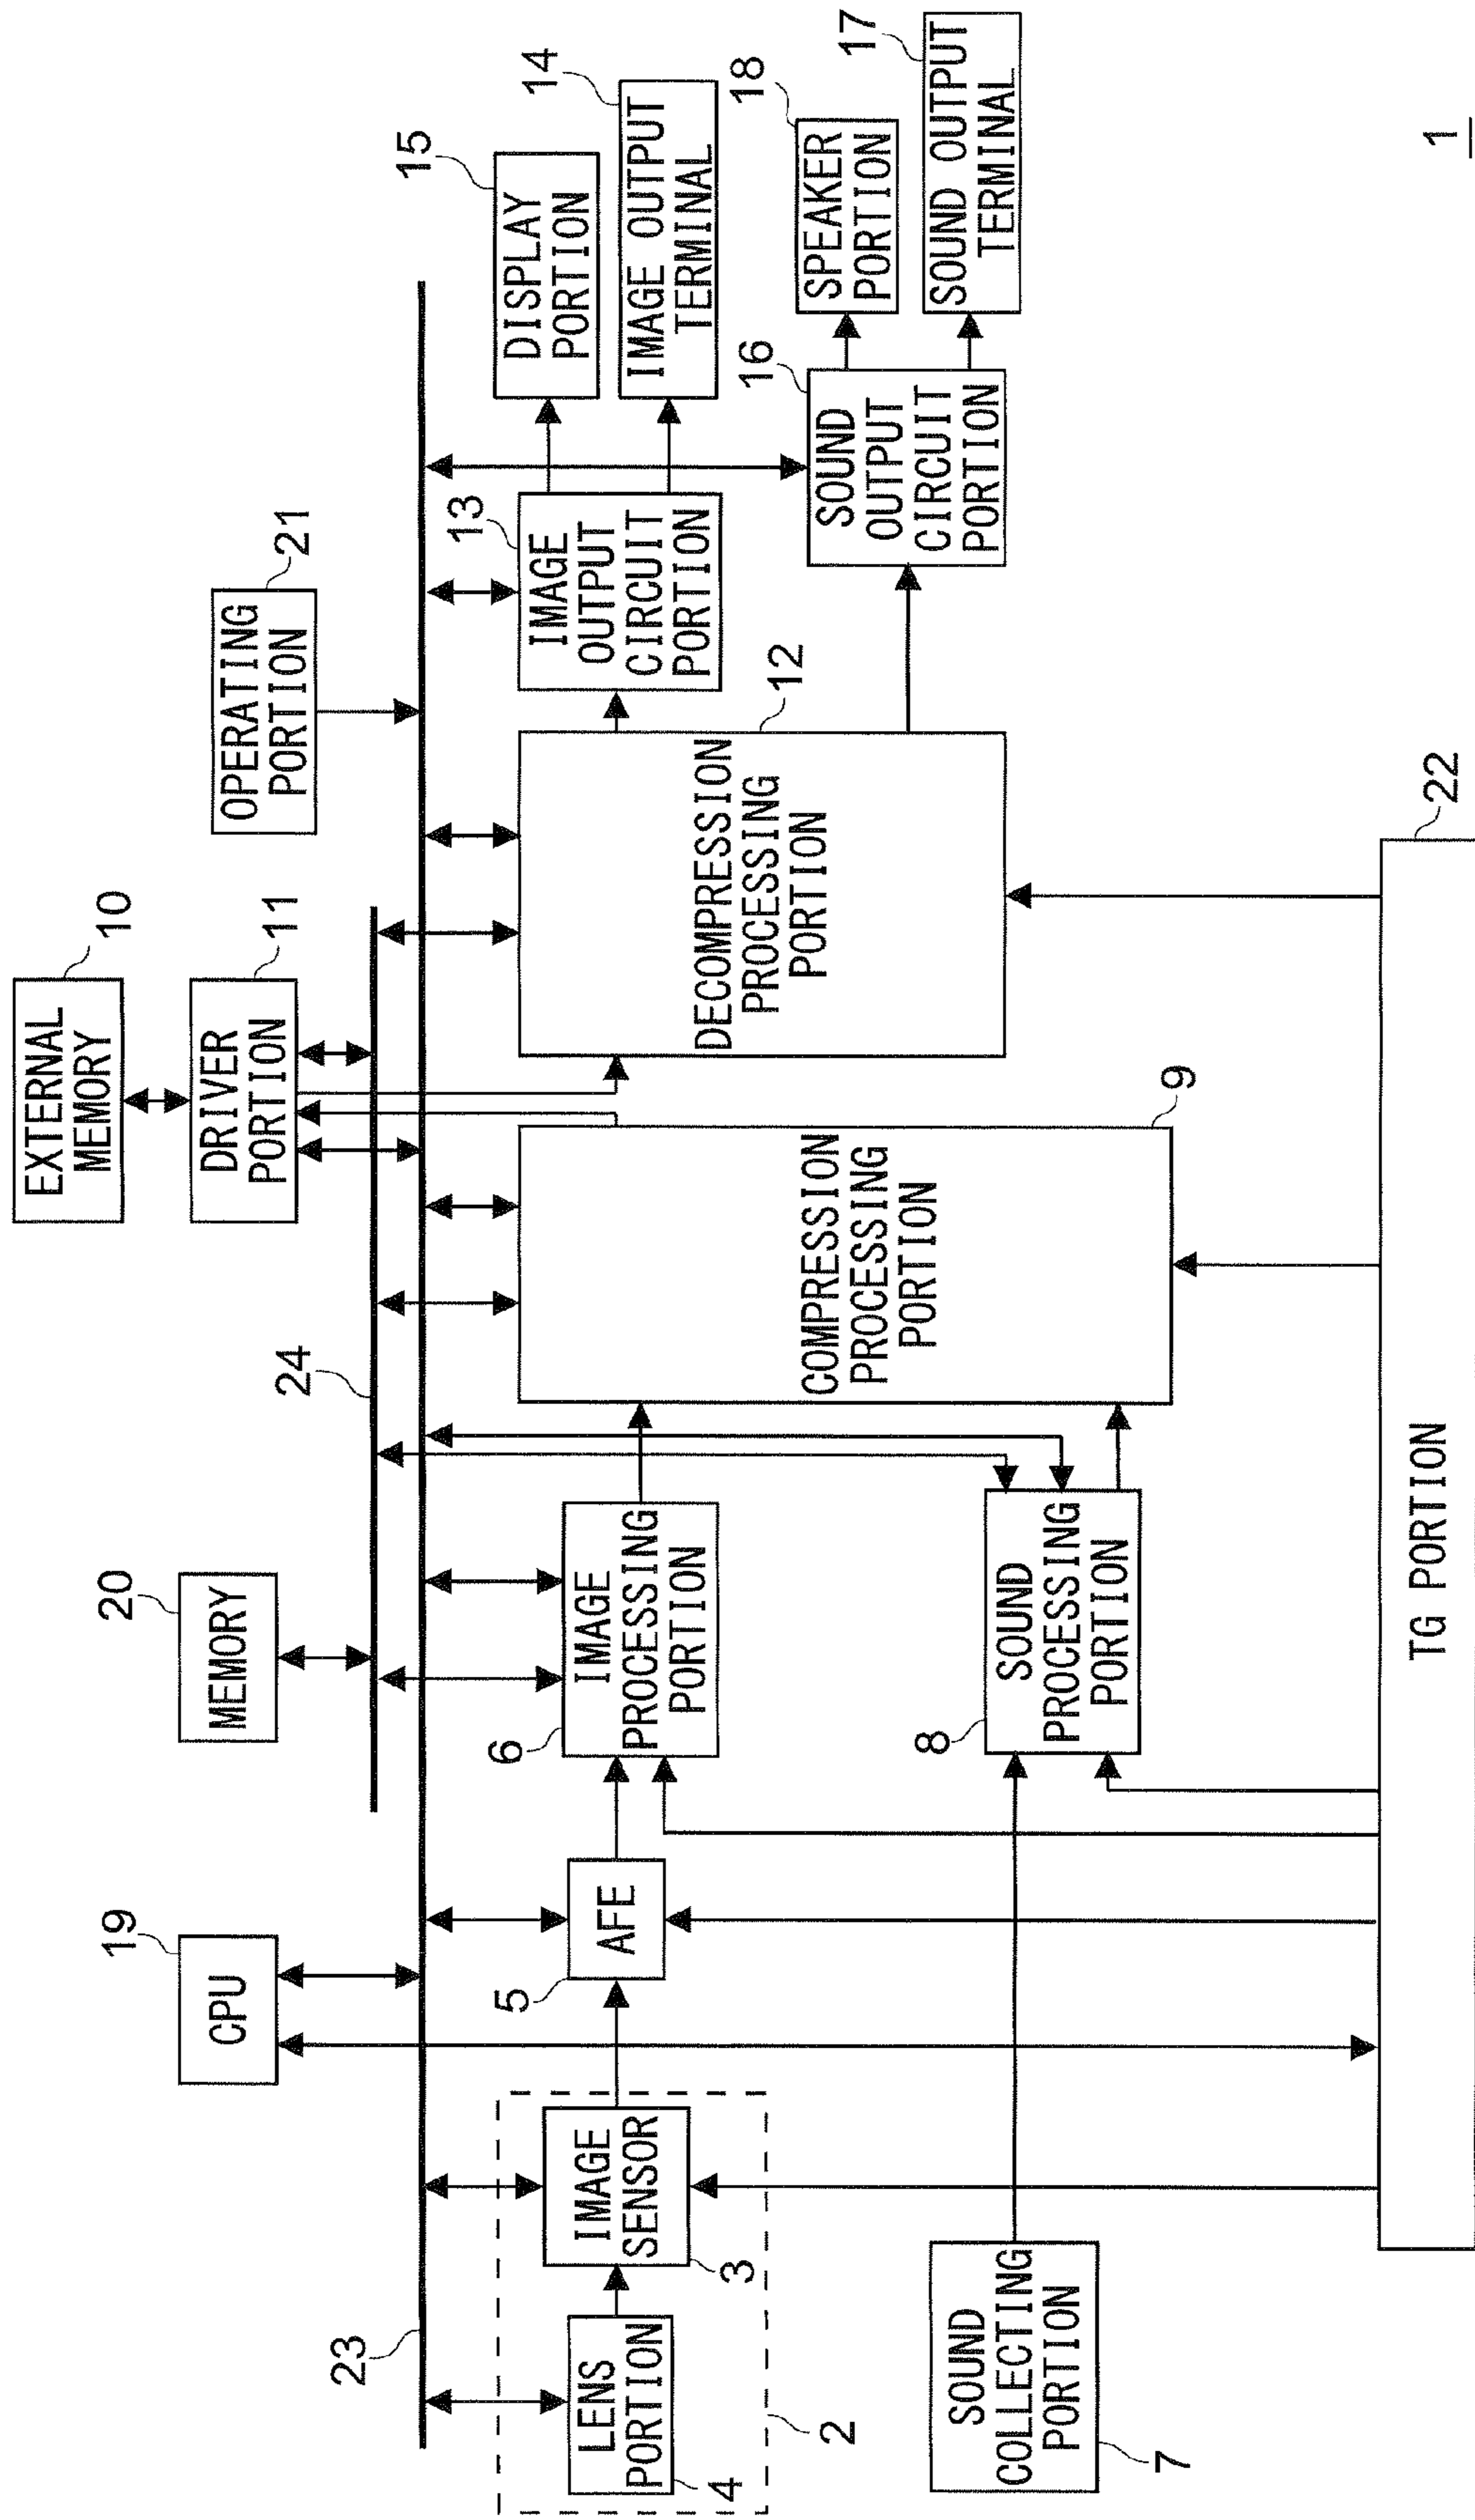 EXTERNAL
MEMORY
10
DRIVER
PORTION
11
OPERATING
PORTION
21
CPU
19
MEMORY
20
24
23
LENS
PORTION
4
IMAGE
SENSOR
3
2
AFE
5
IMAGE
PROCESSING
PORTION
6
SOUND
COLLECTING
PORTION
7
SOUND
PROCESSING
PORTION
8
COMPRESSION
PROCESSING
PORTION
9
DECOMPRESSION
PROCESSING
PORTION
12
IMAGE
OUTPUT
CIRCUIT
PORTION
13
DISPLAY
PORTION
15
IMAGE OUTPUT
TERMINAL
14
SOUND
OUTPUT
CIRCUIT
PORTION
16
SPEAKER
PORTION
18
SOUND OUTPUT
TERMINAL
17
TG PORTION
22
1